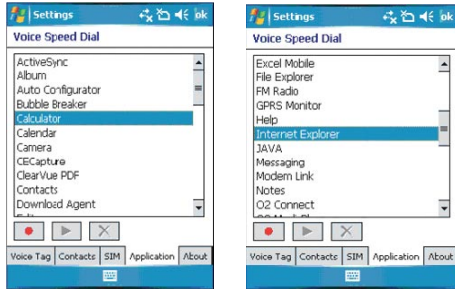 Settings
ok
Voice Speed Dial
ActiveSync
Album
Auto Configurator
Bubble Breaker
Calculator
Calendar
Camera
CECapture
ClearVue PDF
Contacts
Download Agent
Voice Tag
Contacts
SIM
Application
About
Settings
ok
Voice Speed Dial
Excel Mobile
File Explorer
FM Radio
GPRS Monitor
Help
Internet Explorer
JAVA
Messaging
Modem Link
Notes
O2 Connect
Voice Tag
Contacts
SIM
Application
About